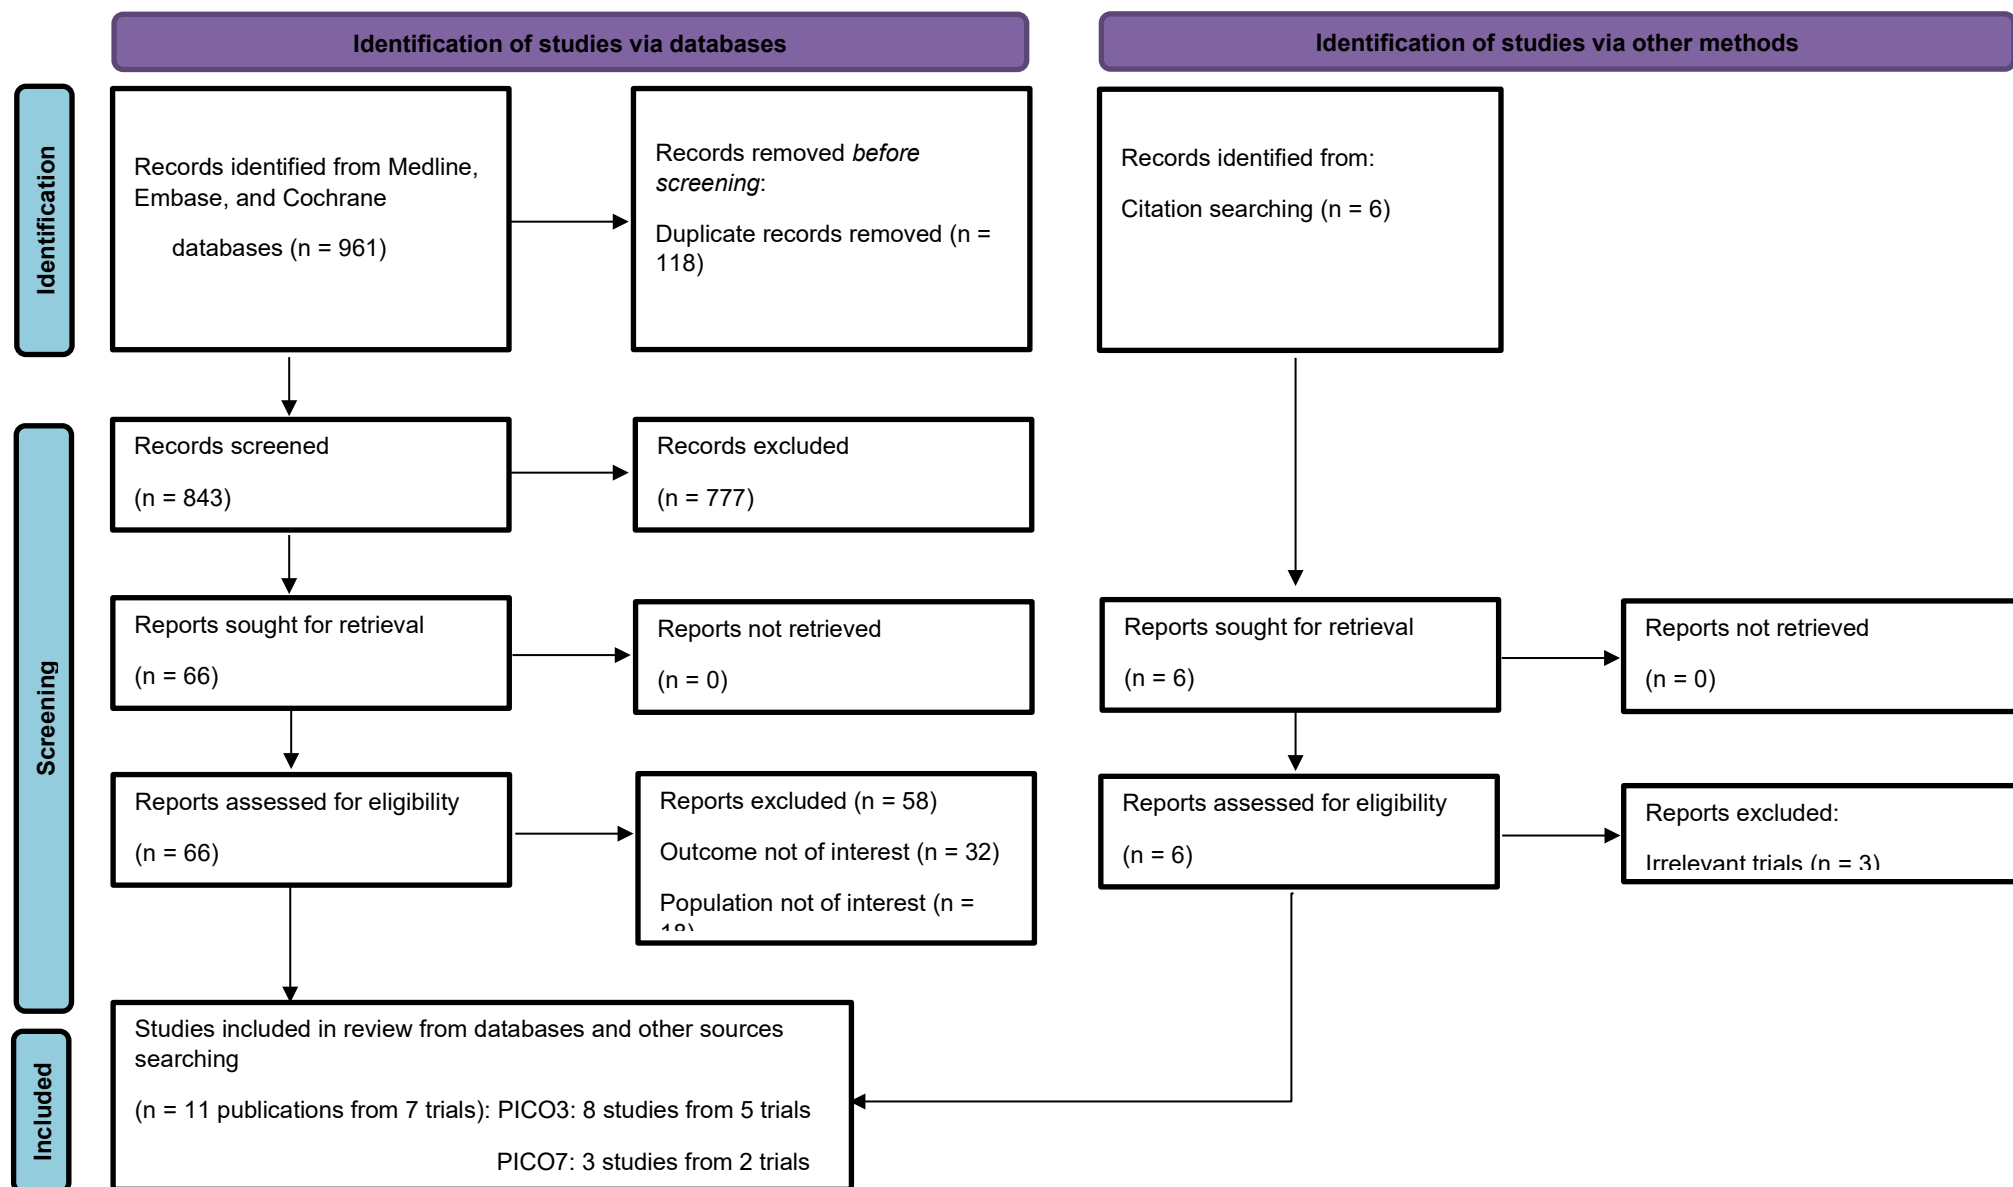 Identification of studies via databases
Identification of studies via other methods
Identification
Records identified from Medline,
Embase, and Cochrane
databases (n = 961)
Records removed before
screening:
Duplicate records removed (n =
118)
Records identified from:
Citation searching (n = 6)
Screening
Records screened
(n = 843)
Records excluded
(n = 777)
Reports sought for retrieval
(n = 66)
Reports not retrieved
(n = 0)
Reports sought for retrieval
(n = 6)
Reports not retrieved
(n = 0)
Reports assessed for eligibility
(n = 66)
Reports excluded (n = 58)
Outcome not of interest (n = 32)
Population not of interest (n =
18)
Reports assessed for eligibility
(n = 6)
Reports excluded:
Irrelevant trials (n = 3)
Included
Studies included in review from databases and other sources
searching
(n = 11 publications from 7 trials): PICO3: 8 studies from 5 trials
PICO7: 3 studies from 2 trials